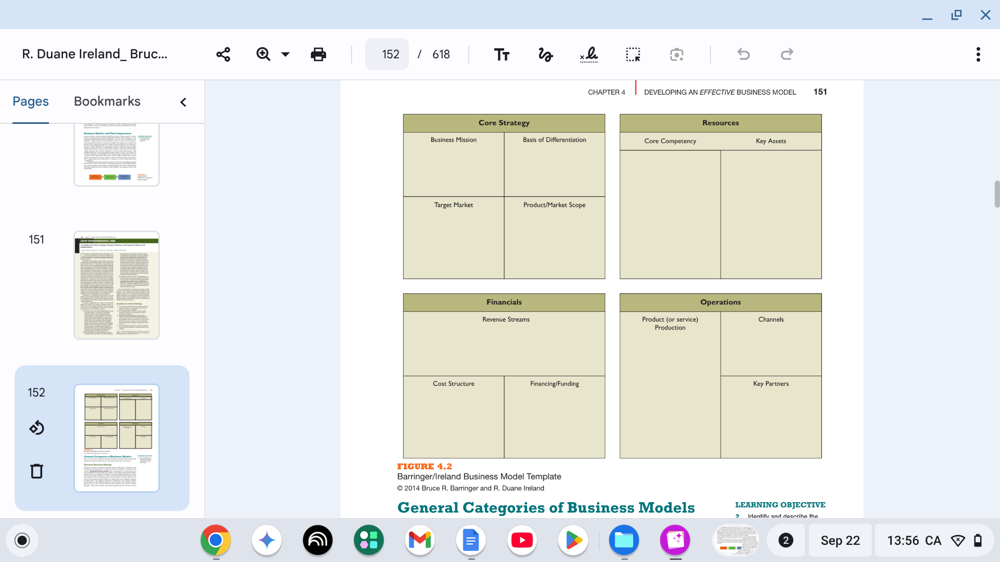 R. Duane Ireland_ Bruc...
152 / 618
Pages
Bookmarks
151
152
CHAPTER 4 DEVELOPING AN EFFECTIVE BUSINESS MODEL 151
Core Strategy
Business Mission
Basis of Differentiation
Target Market
Product/Market Scope
Resources
Core Competency
Key Assets
Financials
Revenue Streams
Cost Structure
Financing/Funding
Operations
Product (or service)
Production
Channels
Key Partners
FIGURE 4.2
Barringer/Ireland Business Model Template
© 2014 Bruce R. Barringer and R. Duane Ireland
General Categories of Business Models
LEARNING OBJECTIVE
2 Identify and describe the
2
Sep 22
13:56 CA